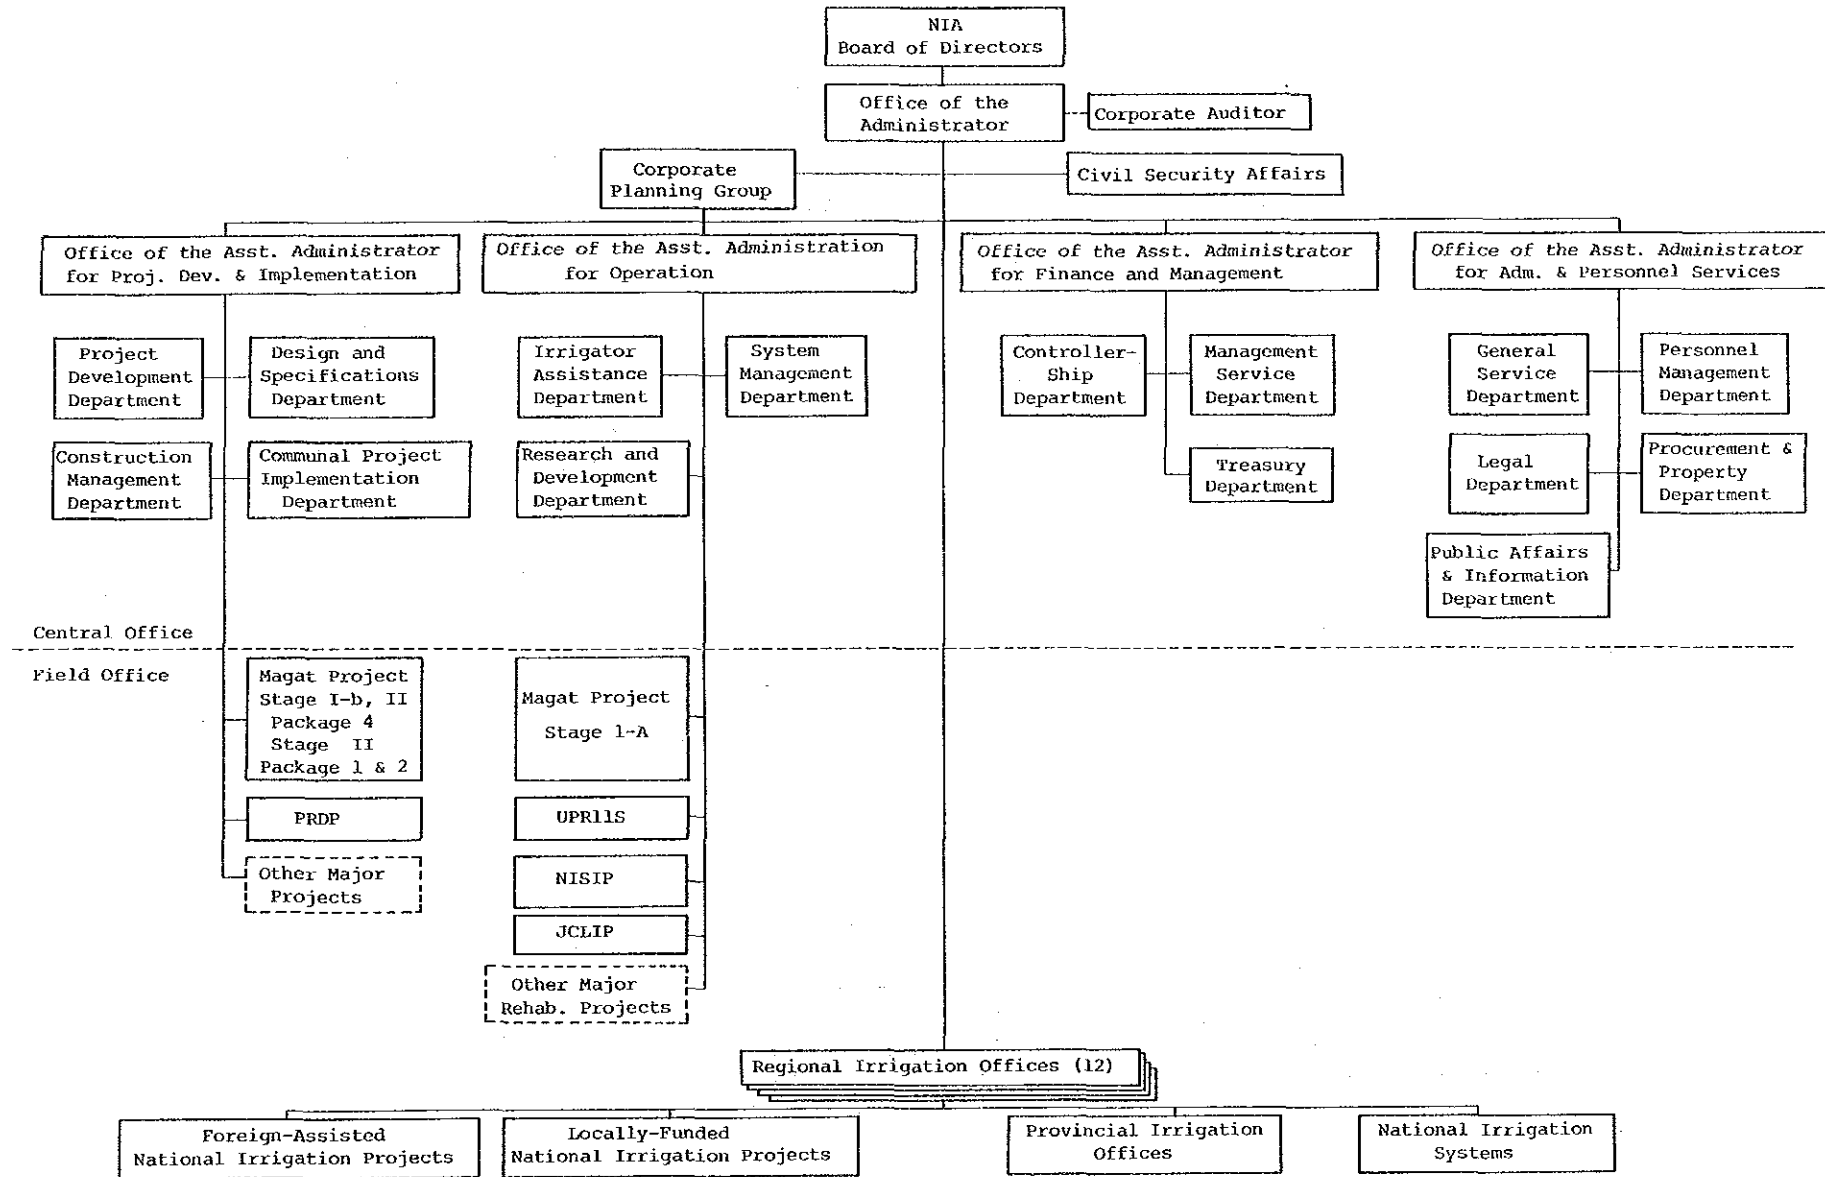 NIA
Board of Directors
Office of the
Administrator
Corporate Auditor
Corporate
Planning Group
Civil Security Affairs
Office of the Asst. Administrator
for Proj. Dev. & Implementation
Office of the Asst. Administration
for Operation
Office of the Asst. Administrator
for Finance and Management
Office of the Asst. Administrator
for Adm. & Personnel Services
Project
Development
Department
Design and
Specifications
Department
Irrigator
Assistance
Department
System
Management
Department
Controller-
Ship
Department
Management
Service
Department
General
Service
Department
Personnel
Management
Department
Construction
Management
Department
Communal Project
Implementation
Department
Research and
Development
Department
Treasury
Department
Legal
Department
Procurement &
Property
Department
Public Affairs
& Information
Department
Central Office
Field Office
Magat Project
Stage I-b, II
Package 4
Stage II
Package 1 & 2
Magat Project
Stage 1-A
PRDP
UPR11S
Other Major
Projects
NISIP
JCLIP
Other Major
Rehab. Projects
Regional Irrigation Offices (12)
Foreign-Assisted
National Irrigation Projects
Locally-Funded
National Irrigation Projects
Provincial Irrigation
Offices
National Irrigation
Systems